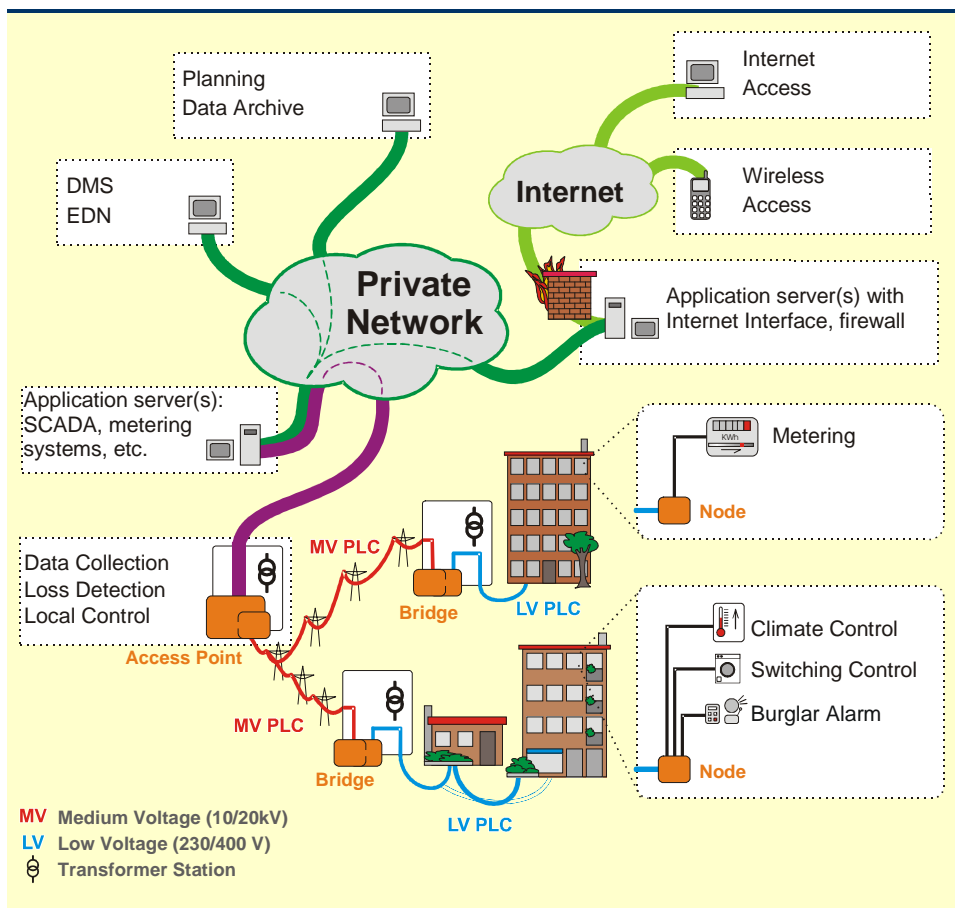 Planning
Data Archive
Internet
Access
DMS
EDN
Internet
Wireless
Access
Private
Network
Application server(s) with
Internet Interface, firewall
Application server(s):
SCADA, metering
systems, etc.
KWh
Metering
Node
Data Collection
Loss Detection
Local Control
Access Point
MV PLC
Bridge
LV PLC
MV PLC
Bridge
LV PLC
Climate Control
Switching Control
Burglar Alarm
Node
MV Medium Voltage (10/20kV)
LV Low Voltage (230/400 V)
Transformer Station